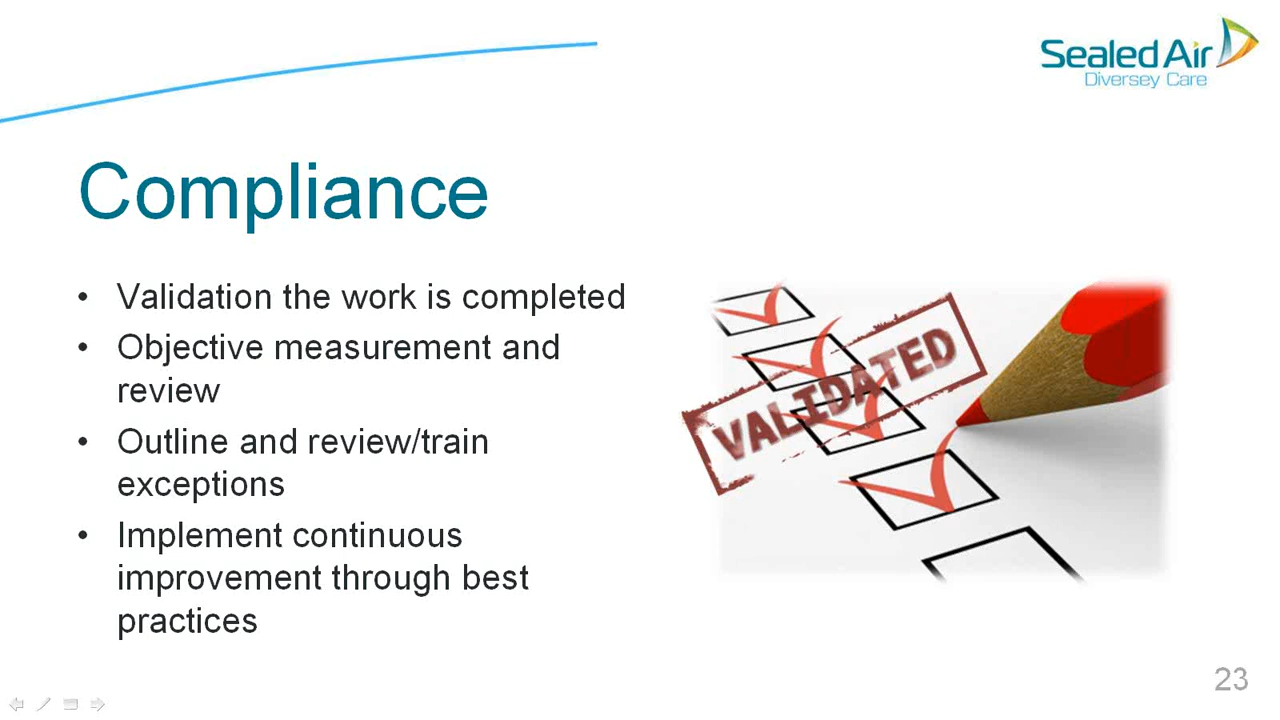 Sealed Air
Diversey Care
Compliance
• Validation the work is completed
• Objective measurement and
review
• Outline and review/train
exceptions
• Implement continuous
improvement through best
practices
VALIDATED
23